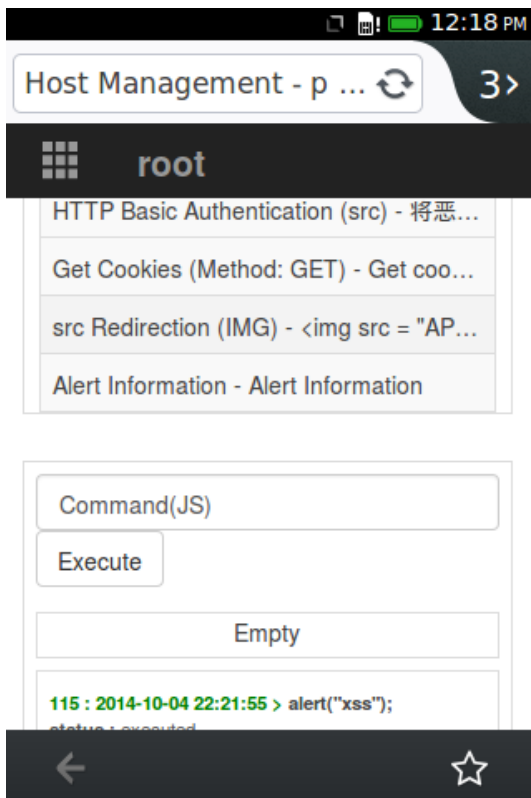 12:18 PM
Host Management - p ...
3›
root
HTTP Basic Authentication (src) - 将恶...
Get Cookies (Method: GET) - Get coo...
src Redirection (IMG) - <img src = "AP...
Alert Information - Alert Information
Command(JS)
Execute
Empty
115 : 2014-10-04 22:21:55 > alert("xss");
status : executed